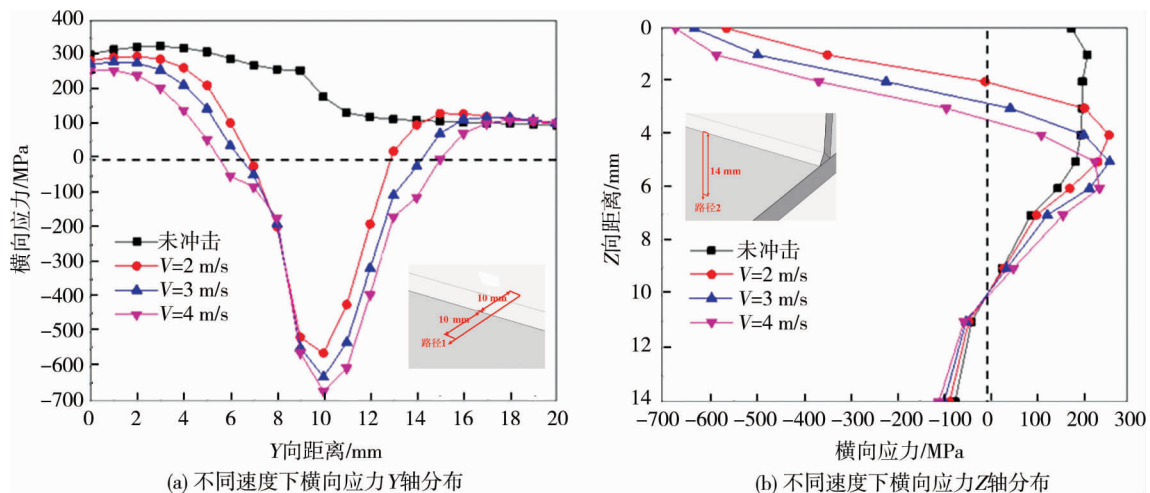 400
300
200
100
0
-100
-200
-300
-400
-500
-600
-700
横向应力/MPa
未冲击
V=2 m/s
V=3 m/s
V=4 m/s
10 mm
10 mm
路径1
0 2 4 6 8 10 12 14 16 18 20
Y向距离/mm
(a) 不同速度下横向应力Y轴分布
0
2
4
6
8
10
12
14
Z向距离/mm
14 mm
路径2
未冲击
V=2 m/s
V=3 m/s
V=4 m/s
-700 -600 -500 -400 -300 -200 -100 0 100 200 300
横向应力/MPa
(b) 不同速度下横向应力Z轴分布